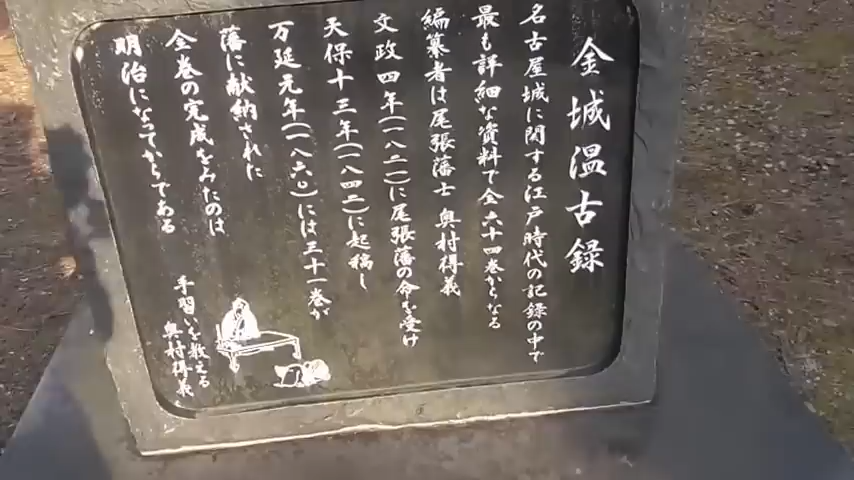 金城温古録
名古屋城に関する江戸時代の記録の中で
最も詳細な資料で全六十四巻からなる
編纂者は尾張藩士 奥村得義
文政四年(一八二一)に尾張藩の命を受け
天保十三年(一八四二)に起稿し
万延元年(一八六〇)には三十一巻が
藩に献納された
全巻の完成をみたのは
明治になってからである
手習いを教える
奥村得義